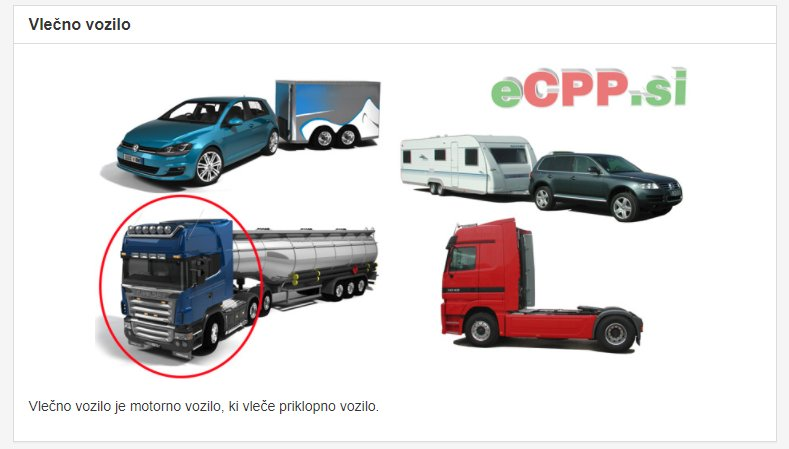 Vlečno vozilo
eCPP.si
Vlečno vozilo je motorno vozilo, ki vleče priklopno vozilo.